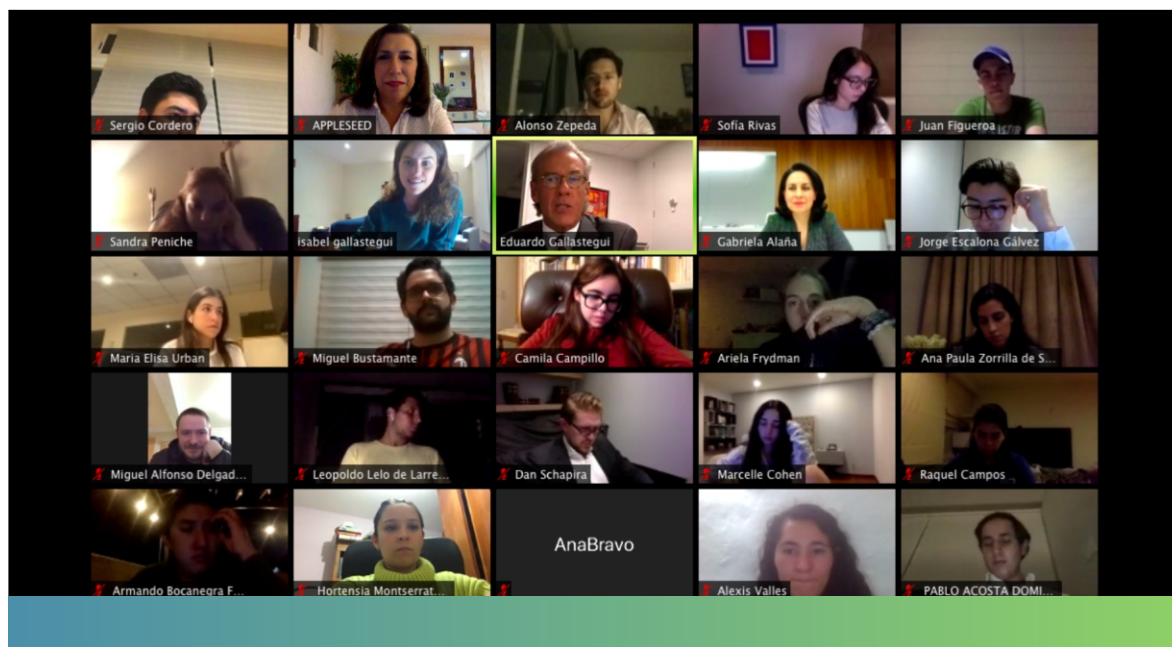 Sergio Cordero
APPLESEED
Alonso Zepeda
Sofía Rivas
Juan Figueroa
Sandra Peniche
isabel gallastegui
Eduardo Gallastegui
Gabriela Alaña
Jorge Escalona Gálvez
Maria Elisa Urban
Miguel Bustamante
Camila Campillo
Ariela Frydman
Ana Paula Zorrilla de S...
Miguel Alfonso Delgad...
Leopoldo Lelo de Larre...
Dan Schapira
Marcelle Cohen
Raquel Campos
Armando Bocanegra F...
Hortensia Montserrat...
AnaBravo
Alexis Valles
PABLO ACOSTA DOMI...